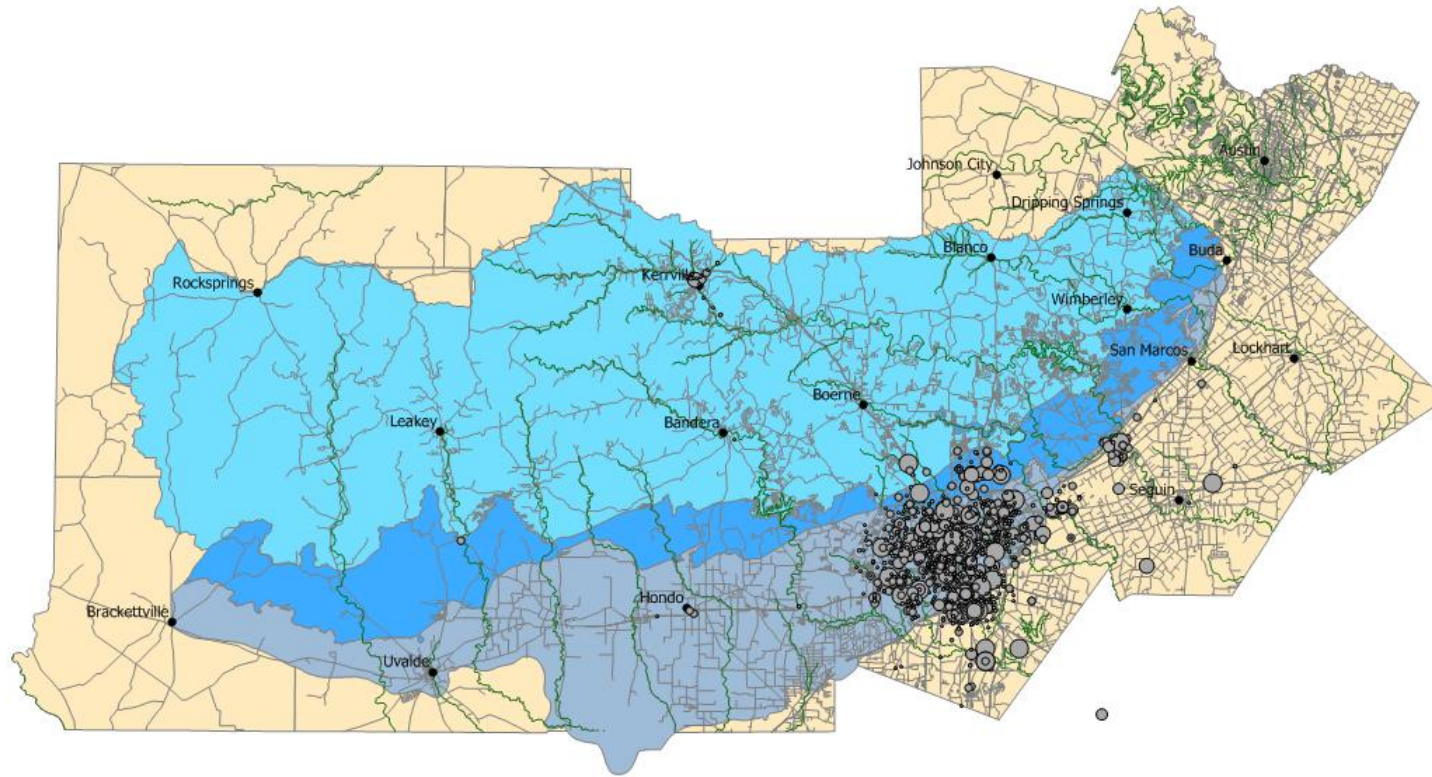 Austin
Johnson City
Dripping Springs
Blanco
Buda
Kerrville
Rocksprings
Wimberley
San Marcos
Lockhart
Boerne
Leakey
Bandera
Seguin
Hondo
Brackettville
Uvalde